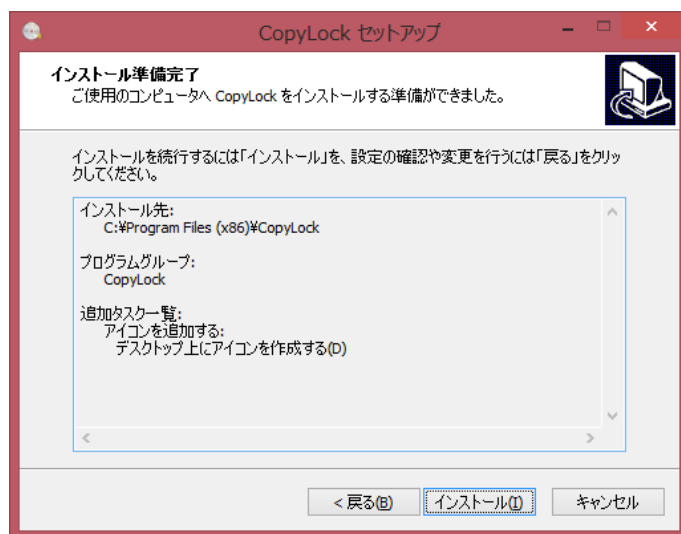 CopyLock セットアップ
インストール準備完了
ご使用のコンピュータへ CopyLock をインストールする準備ができました。
インストールを続行するには「インストール」を、設定の確認や変更を行うには「戻る」をクリッ
クしてください。
インストール先:
C:¥Program Files (x86)¥CopyLock
プログラムグループ:
CopyLock
追加タスク一覧:
アイコンを追加する:
デスクトップ上にアイコンを作成する(D)
< 戻る(B) インストール(I) キャンセル